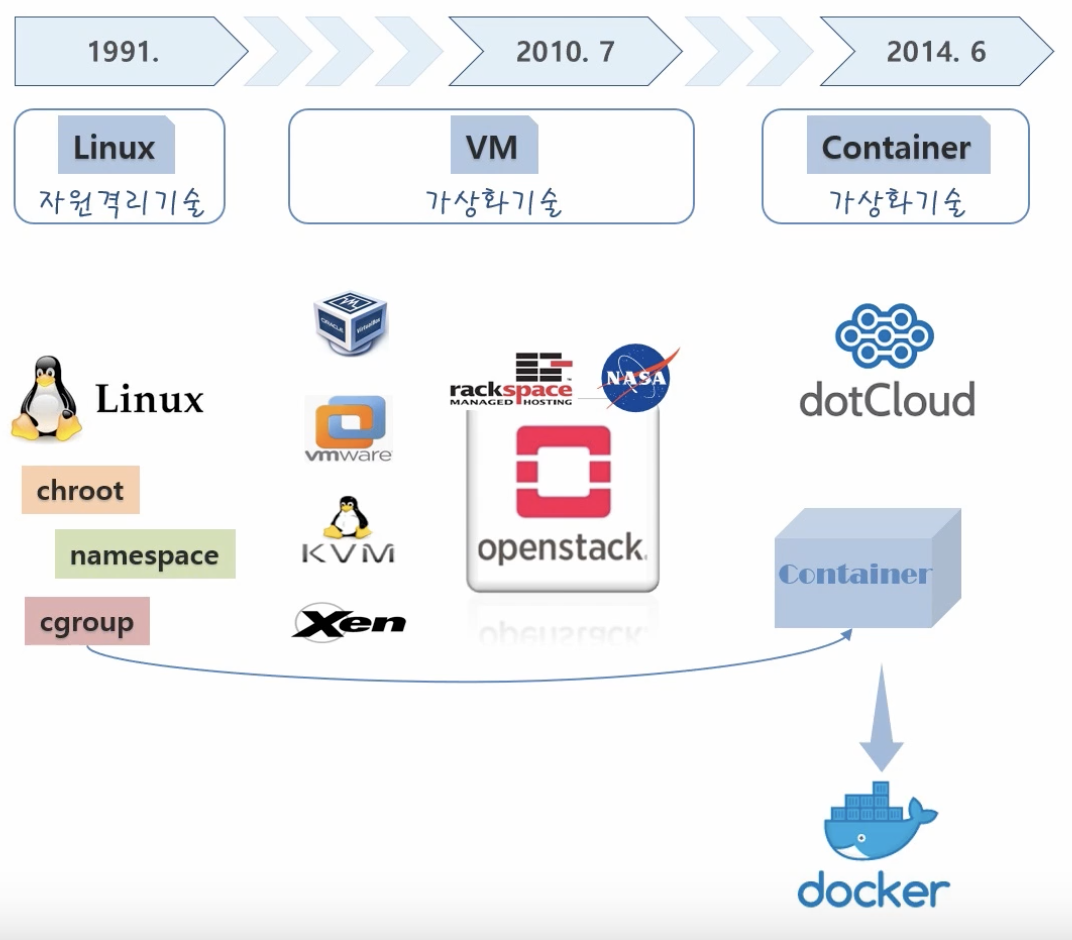 1991.
2010. 7
2014. 6
Linux
자원격리기술
VM
가상화기술
Container
가상화기술
ORACLE
VirtualBox
Linux
vmware
KVM
Xen
rackspace
MANAGED HOSTING
NASA
openstack
chroot
namespace
cgroup
dotCloud
Container
docker